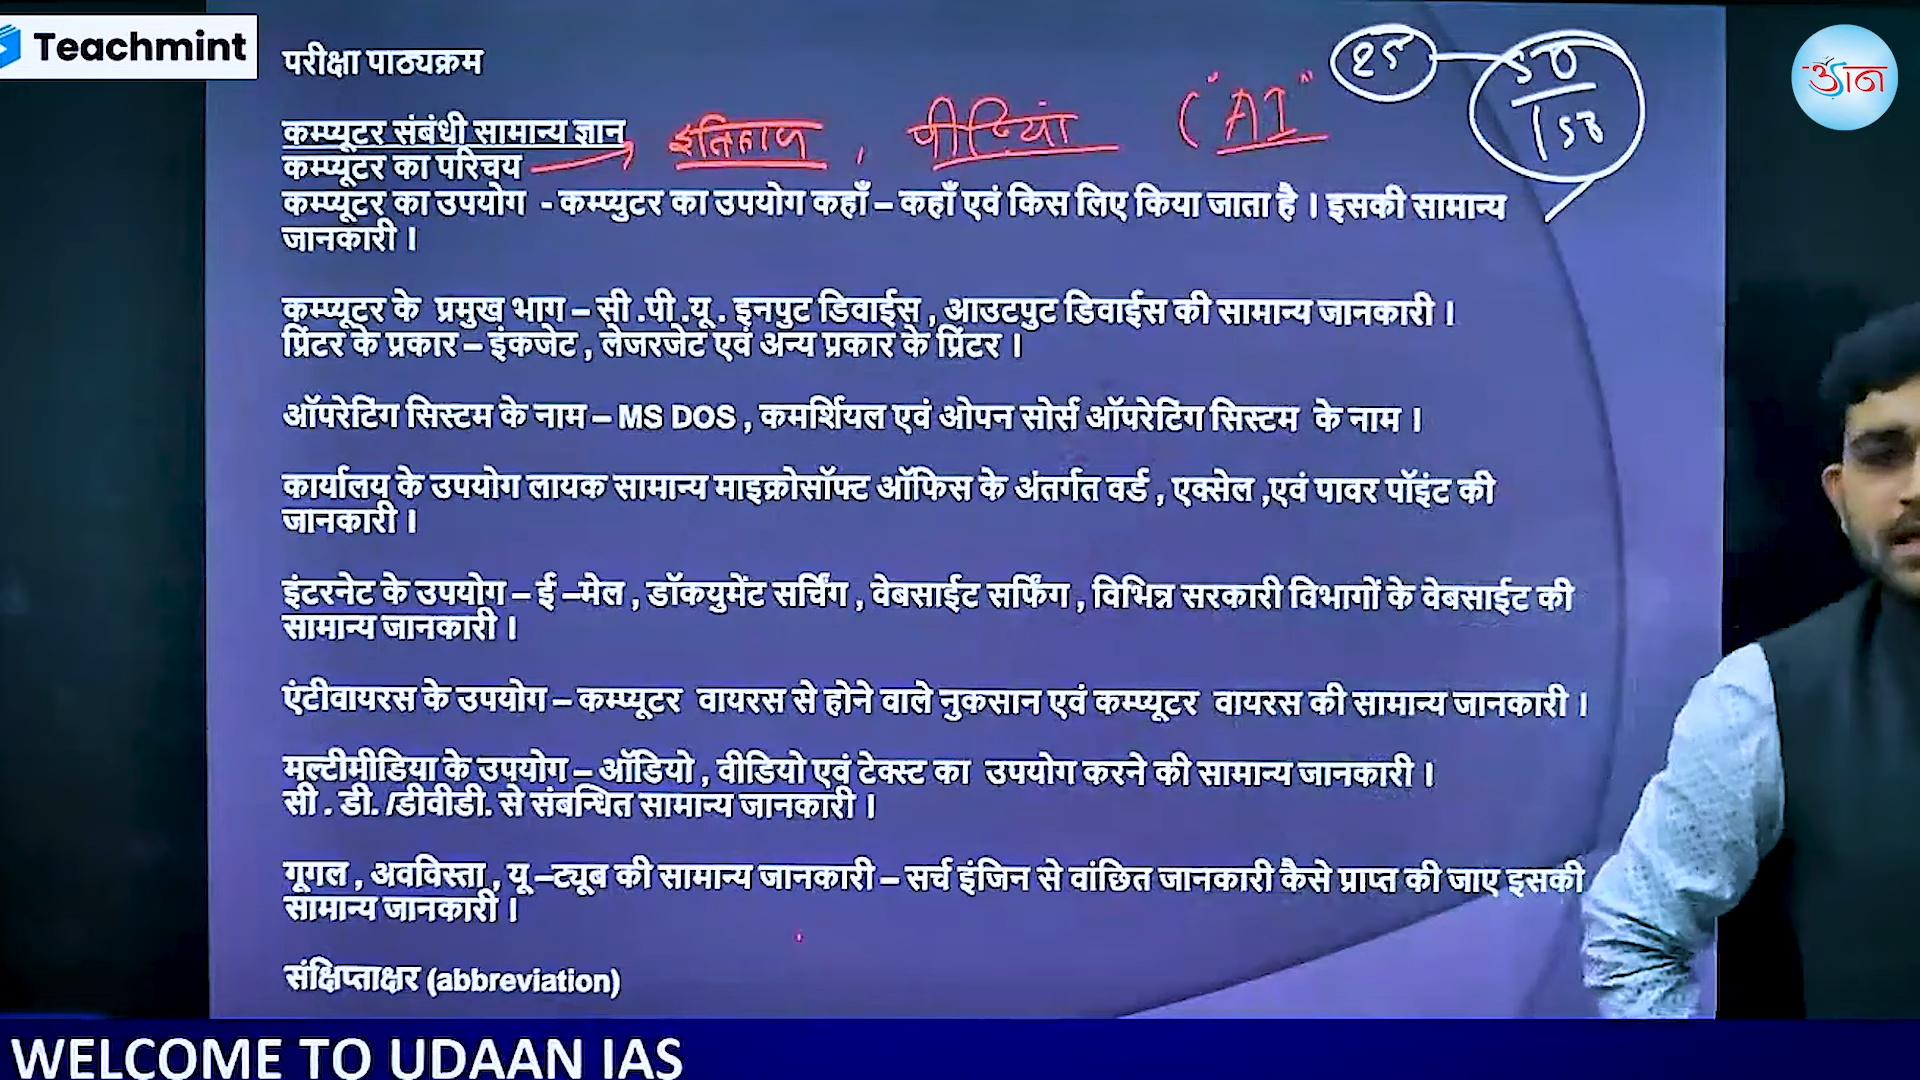 Teachmint
परीक्षा पाठ्यक्रम
25
50
150
उड़ान
कम्प्यूटर संबंधी सामान्य ज्ञान
इतिहास , पीढ़ियां ("AI"
कम्प्यूटर का परिचय
कम्प्यूटर का उपयोग - कम्प्युटर का उपयोग कहाँ – कहाँ एवं किस लिए किया जाता है । इसकी सामान्य
जानकारी ।
कम्प्यूटर के प्रमुख भाग – सी .पी .यू . इनपुट डिवाईस , आउटपुट डिवाईस की सामान्य जानकारी ।
प्रिंटर के प्रकार – इंकजेट , लेजरजेट एवं अन्य प्रकार के प्रिंटर ।
ऑपरेटिंग सिस्टम के नाम – MS DOS , कमर्शियल एवं ओपन सोर्स ऑपरेटिंग सिस्टम के नाम ।
कार्यालय के उपयोग लायक सामान्य माइक्रोसॉफ्ट ऑफिस के अंतर्गत वर्ड , एक्सेल ,एवं पावर पॉइंट की
जानकारी ।
इंटरनेट के उपयोग – ई –मेल , डॉकयुमेंट सर्चिंग , वेबसाईट सर्फिंग , विभिन्न सरकारी विभागों के वेबसाईट की
सामान्य जानकारी ।
एंटीवायरस के उपयोग – कम्प्यूटर वायरस से होने वाले नुकसान एवं कम्प्यूटर वायरस की सामान्य जानकारी ।
मल्टीमीडिया के उपयोग – ऑडियो , वीडियो एवं टेक्स्ट का उपयोग करने की सामान्य जानकारी ।
सी . डी. /डीवीडी. से संबन्धित सामान्य जानकारी ।
गूगल , अवविस्ता , यू –ट्यूब की सामान्य जानकारी – सर्च इंजिन से वांछित जानकारी कैसे प्राप्त की जाए इसकी
सामान्य जानकारी ।
संक्षिप्ताक्षर (abbreviation)
WELCOME TO UDAAN IAS